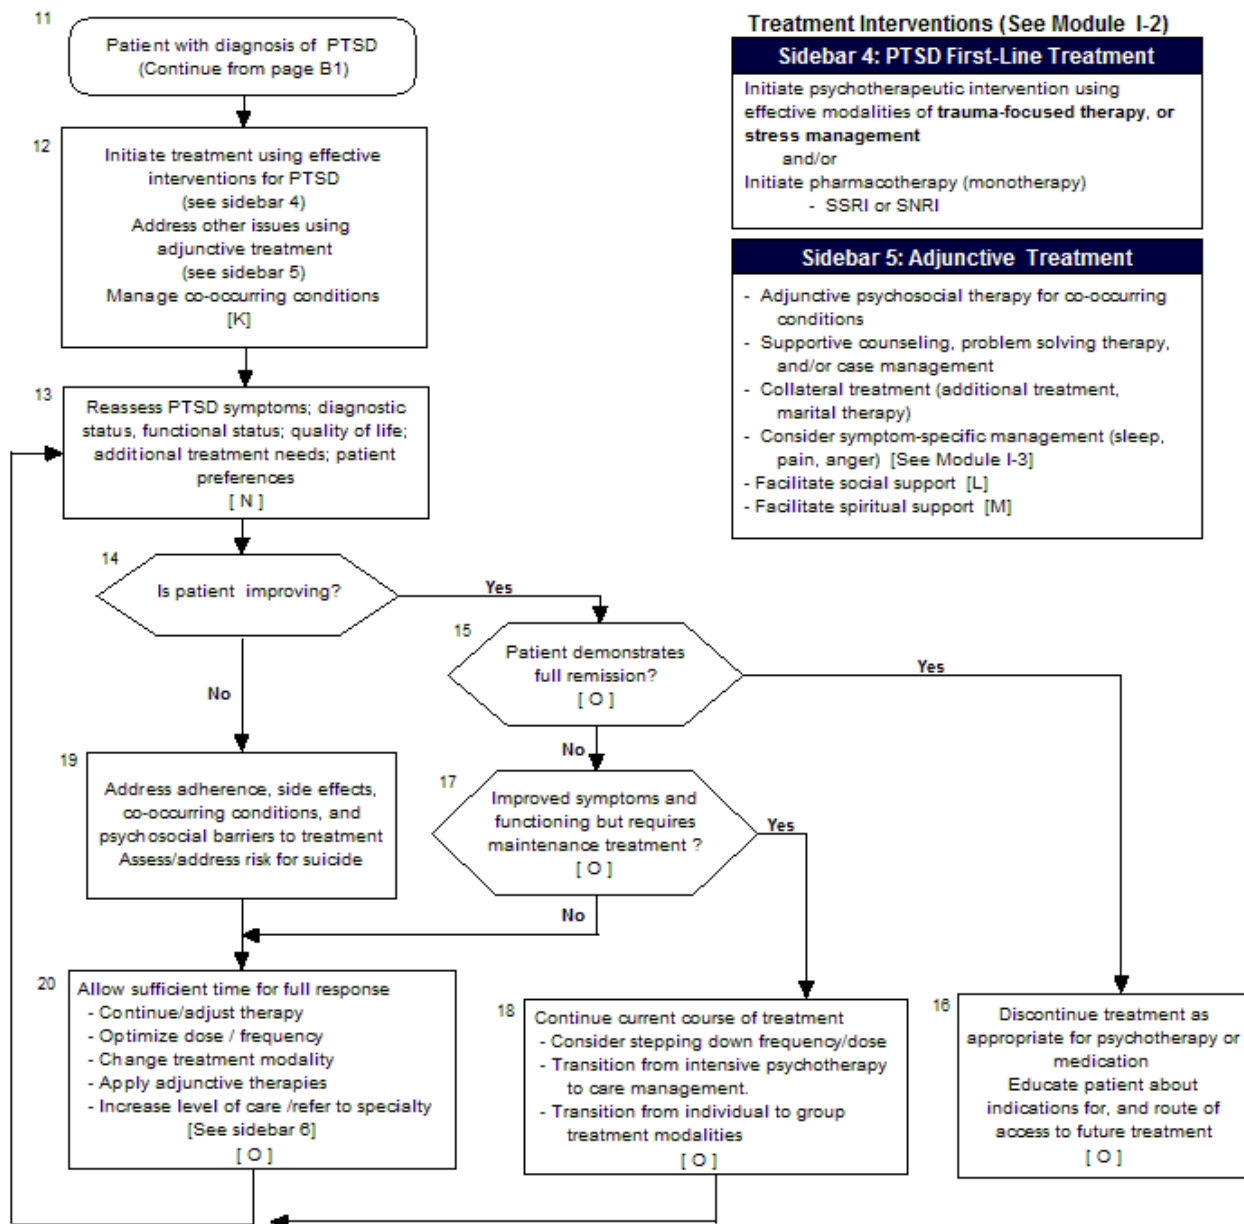 11
Patient with diagnosis of PTSD
(Continue from page B1)
12
Initiate treatment using effective
interventions for PTSD
(see sidebar 4)
Address other issues using
adjunctive treatment
(see sidebar 5)
Manage co-occurring conditions
[K]
13
Reassess PTSD symptoms; diagnostic
status, functional status; quality of life;
additional treatment needs; patient
preferences
[ N ]
14
Is patient improving?
Yes
No
15
Patient demonstrates
full remission?
[ O ]
Yes
No
19
Address adherence, side effects,
co-occurring conditions, and
psychosocial barriers to treatment
Assess/address risk for suicide
17
Improved symptoms and
functioning but requires
maintenance treatment ?
[ O ]
Yes
No
20
Allow sufficient time for full response
- Continue/adjust therapy
- Optimize dose / frequency
- Change treatment modality
- Apply adjunctive therapies
- Increase level of care /refer to specialty
[See sidebar 6]
[ O ]
18
Continue current course of treatment
- Consider stepping down frequency/dose
- Transition from intensive psychotherapy
to care management.
- Transition from individual to group
treatment modalities
[ O ]
16
Discontinue treatment as
appropriate for psychotherapy or
medication
Educate patient about
indications for, and route of
access to future treatment
[ O ]
Treatment Interventions (See Module I-2)
Sidebar 4: PTSD First-Line Treatment
Initiate psychotherapeutic intervention using
effective modalities of trauma-focused therapy, or
stress management
and/or
Initiate pharmacotherapy (monotherapy)
- SSRI or SNRI
Sidebar 5: Adjunctive Treatment
- Adjunctive psychosocial therapy for co-occurring
conditions
- Supportive counseling, problem solving therapy,
and/or case management
- Collateral treatment (additional treatment,
marital therapy)
- Consider symptom-specific management (sleep,
pain, anger) [See Module I-3]
- Facilitate social support [L]
- Facilitate spiritual support [M]